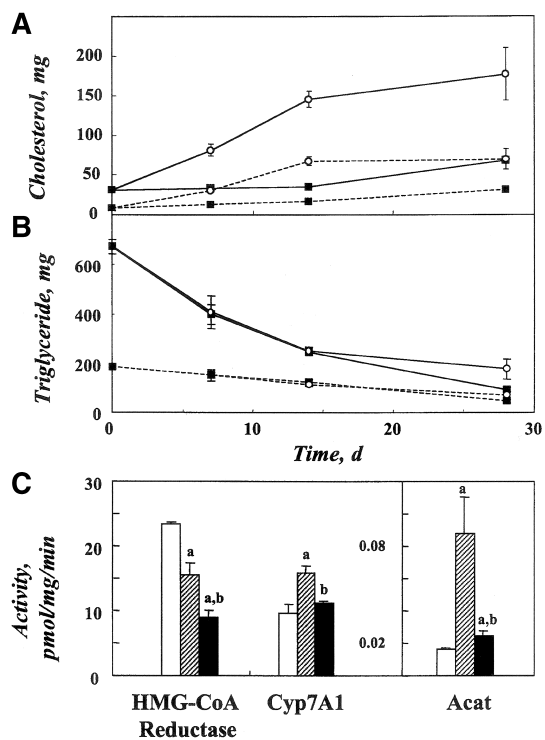 A
Cholesterol, mg
200
150
100
50
0
B
Triglyceride, mg
600
400
200
0
0
10
20
30
Time, d
C
Activity,
pmol/mg/min
30
20
10
0
a
a,b
a
b
0.08
0.02
a
a,b
HMG-CoA
Reductase
Cyp7A1
Acat